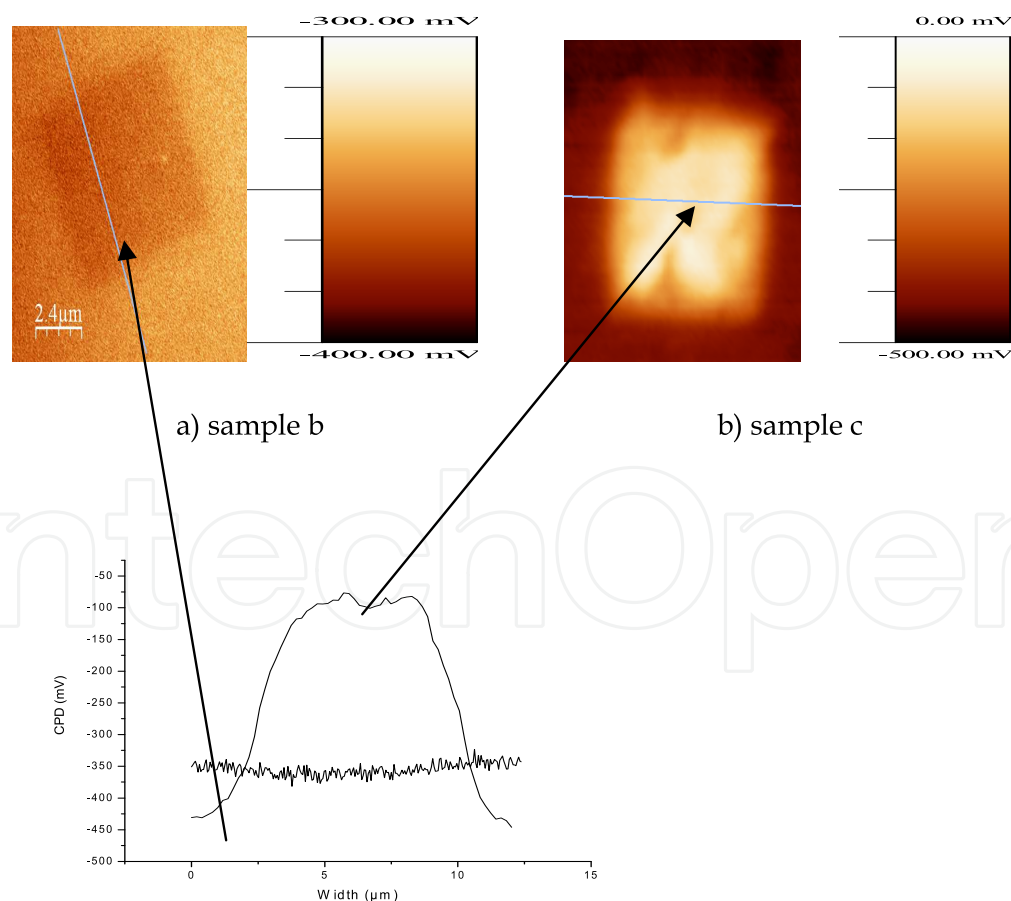 -300.00 mV
0.00 mV
2.4μm
-400.00 mV
-500.00 mV
a) sample b
b) sample c
ntechOpen
-50
-100
-150
-200
-250
-300
-350
-400
-450
-500
CPD (mV)
0
5
10
15
Width (μm)